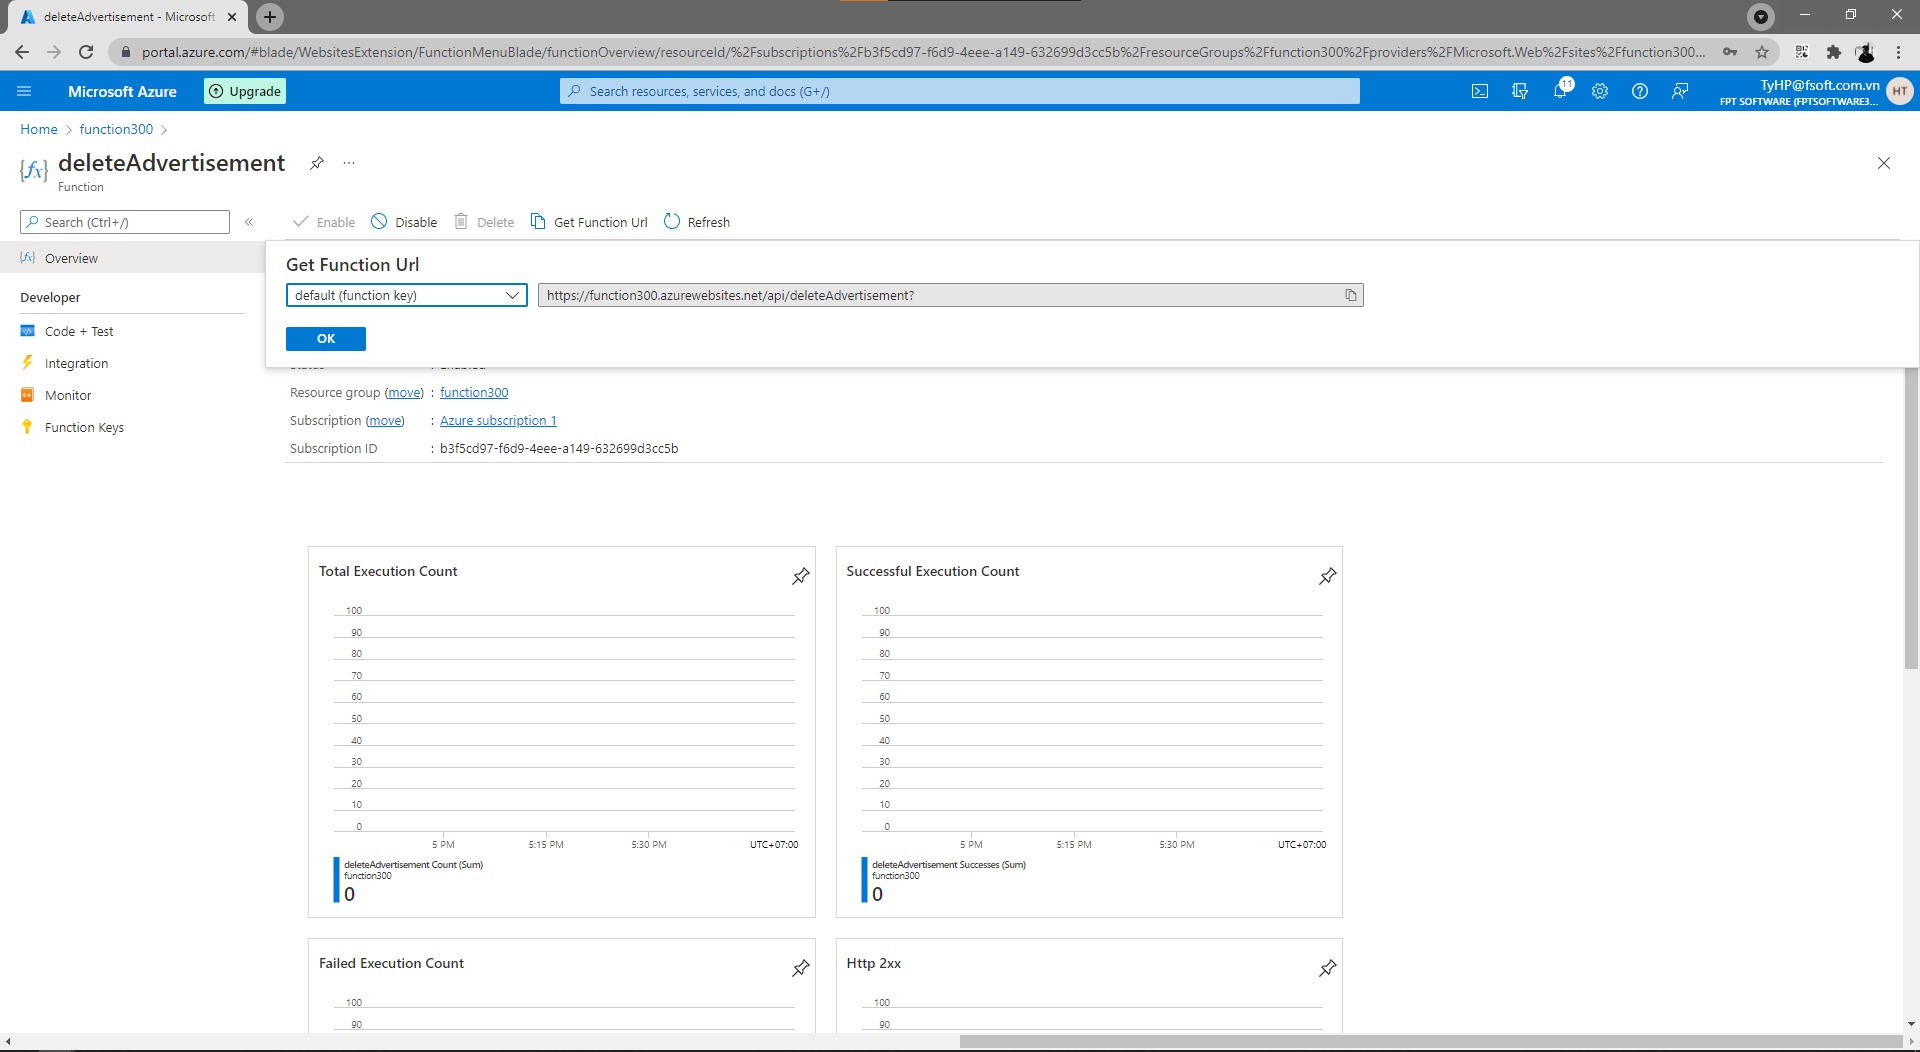 deleteAdvertisement - Microsoft
portal.azure.com/#blade/WebsitesExtension/FunctionMenuBlade/functionOverview/resourceId/%2Fsubscriptions%2Fb3f5cd97-f6d9-4eee-a149-632699d3cc5b%2FresourceGroups%2Ffunction300%2Fproviders%2FMicrosoft.Web%2Fsites%2Ffunction300...
Microsoft Azure
Upgrade
Search resources, services, and docs (G+/)
11
TyHP@fsoft.com.vn
FPT SOFTWARE (FPTSOFTWARE3...
HT
Home > function300 >
deleteAdvertisement
Function
Search (Ctrl+/)
Enable
Disable
Delete
Get Function Url
Refresh
Overview
Developer
Code + Test
Integration
Monitor
Function Keys
Get Function Url
default (function key)
https://function300.azurewebsites.net/api/deleteAdvertisement?
OK
Resource group (move) : function300
Subscription (move) : Azure subscription 1
Subscription ID : b3f5cd97-f6d9-4eee-a149-632699d3cc5b
Total Execution Count
100
90
80
70
60
50
40
30
20
10
0
5 PM 5:15 PM 5:30 PM UTC+07:00
deleteAdvertisement Count (Sum)
function300
0
Successful Execution Count
100
90
80
70
60
50
40
30
20
10
0
5 PM 5:15 PM 5:30 PM UTC+07:00
deleteAdvertisement Successes (Sum)
function300
0
Failed Execution Count
100
90
Http 2xx
100
90